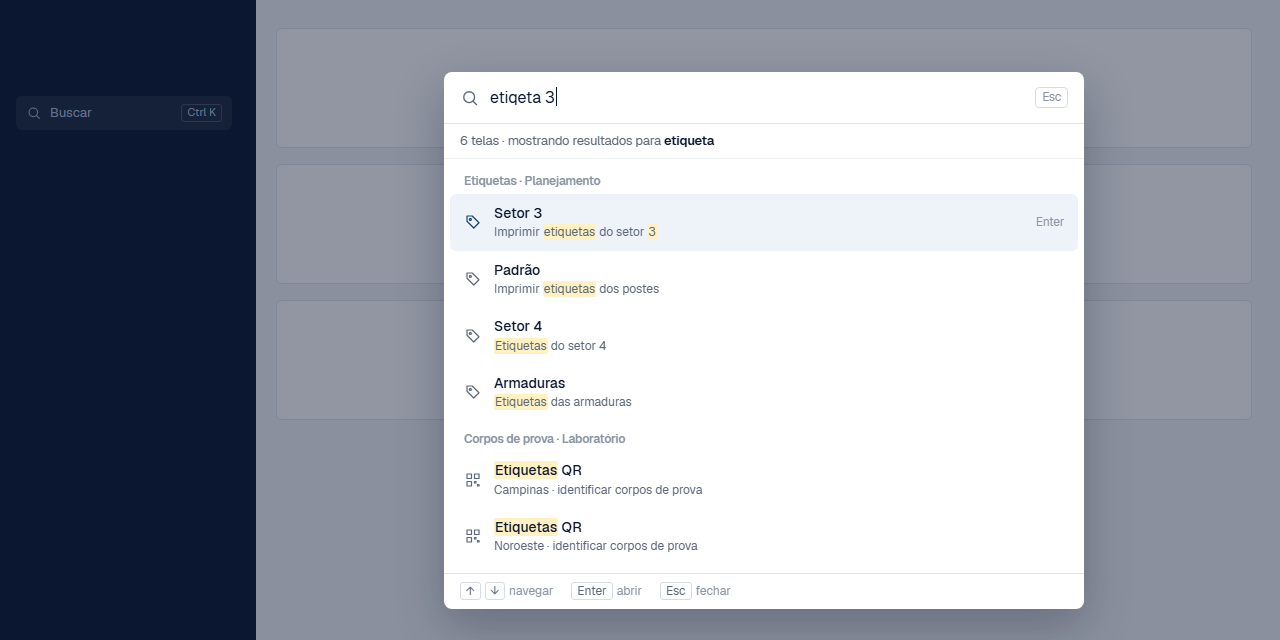 Buscar Ctrl K
etiqeta 3 Esc
6 telas · mostrando resultados para etiqueta
Etiquetas · Planejamento
Setor 3
Imprimir etiquetas do setor 3
Enter
Padrão
Imprimir etiquetas dos postes
Setor 4
Etiquetas do setor 4
Armaduras
Etiquetas das armaduras
Corpos de prova · Laboratório
Etiquetas QR
Campinas · identificar corpos de prova
Etiquetas QR
Noroeste · identificar corpos de prova
↑ ↓ navegar Enter abrir Esc fechar